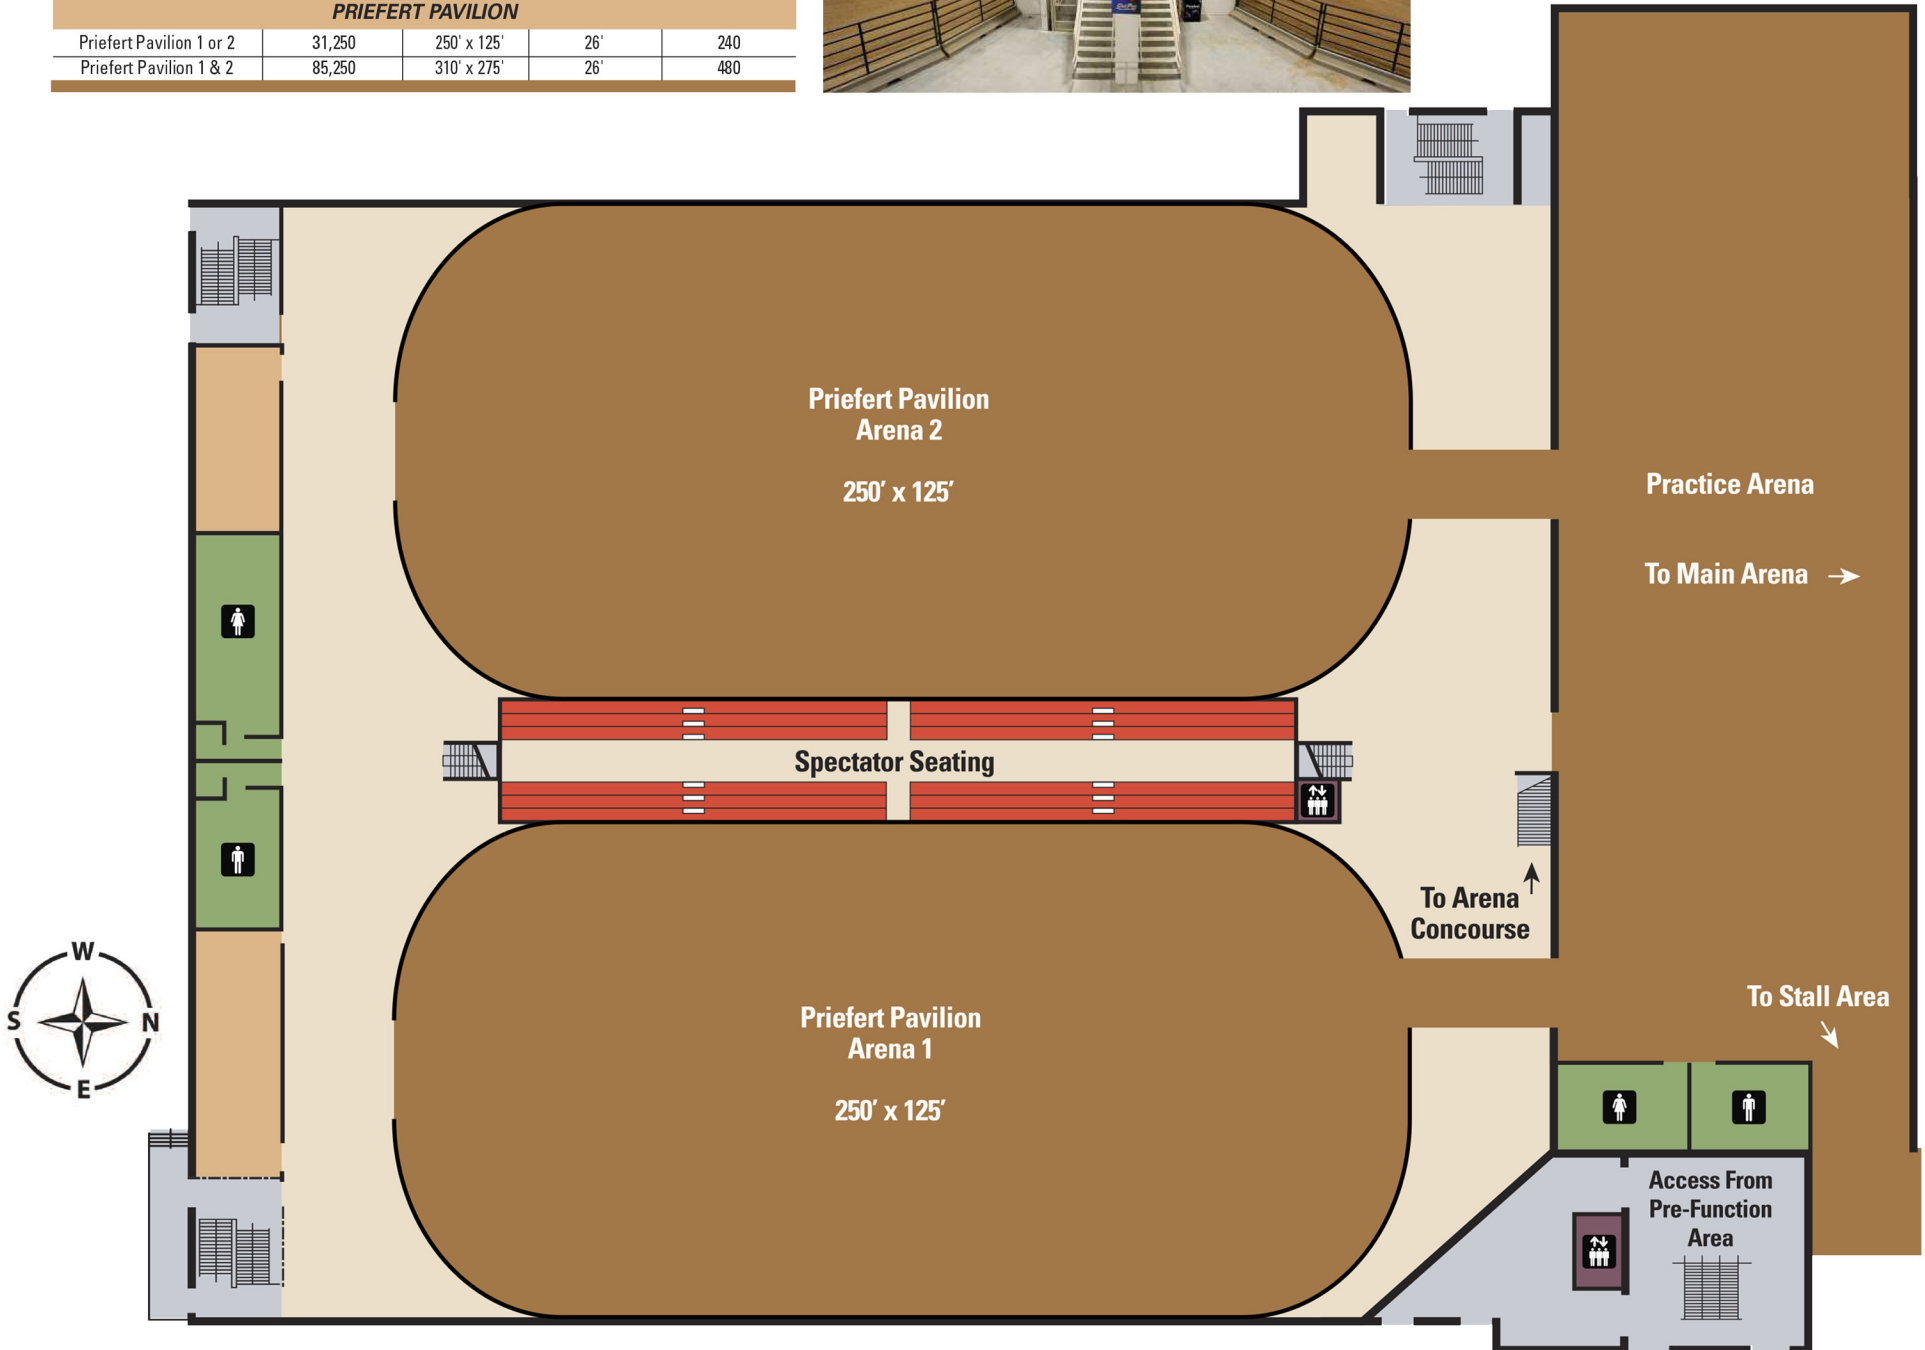 PRIEFERT PAVILION
Priefert Pavilion 1 or 2 31,250 250' x 125' 26' 240
Priefert Pavilion 1 & 2 85,250 310' x 275' 26' 480
Priefert Pavilion
Arena 2
250′ x 125′
Practice Arena
To Main Arena
Spectator Seating
To Arena
Concourse
W
S
N
E
To Stall Area
Priefert Pavilion
Arena 1
250′ x 125′
Access From
Pre-Function
Area